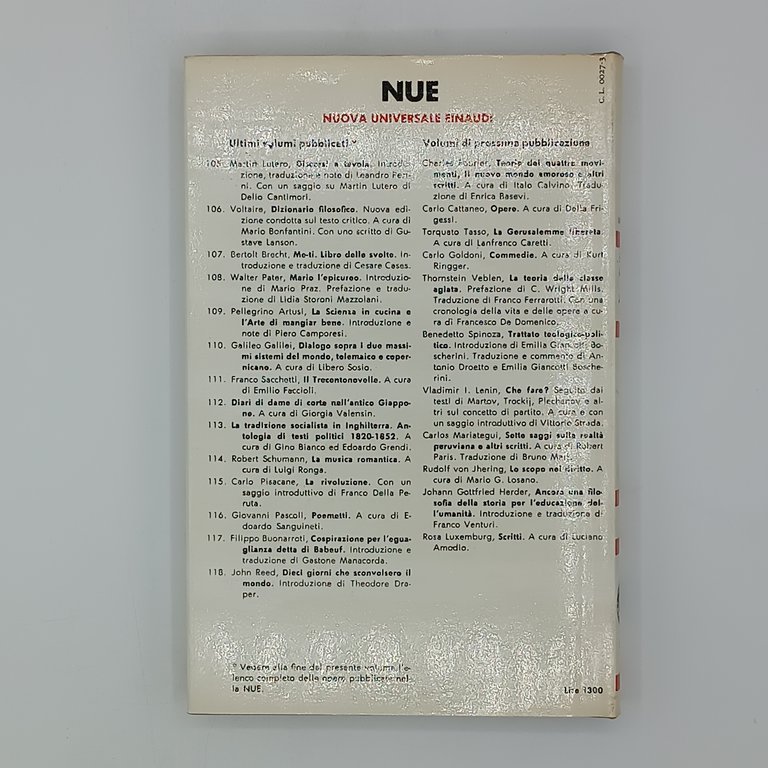 C. L. 0027-3
NUE
NUOVA UNIVERSALE EINAUDI
Ultimi volumi pubblicati *
105. Martin Lutero, Discorsi a tavola. Introdu-
zione, traduzione e note di Leandro Peri-
ni. Con un saggio su Martin Lutero di
Delio Cantimori.
106. Voltaire, Dizionario filosofico. Nuova edi-
zione condotta sul testo critico. A cura di
Mario Bonfantini. Con uno scritto di Gu-
stave Lanson.
107. Bertolt Brecht, Me-ti. Libro delle svolte. In-
troduzione e traduzione di Cesare Cases.
108. Walter Pater, Mario l'epicureo. Introduzio-
ne di Mario Praz. Prefazione e tradu-
zione di Lidia Storoni Mazzolani.
109. Pellegrino Artusi, La Scienza in cucina e
l'Arte di mangiar bene. Introduzione e
note di Piero Camporesi.
110. Galileo Galilei, Dialogo sopra i due massi-
mi sistemi del mondo, tolemaico e coper-
nicano. A cura di Libero Sosio.
111. Franco Sacchetti, Il Trecentonovelle. A cura
di Emilio Faccioli.
112. Diari di dame di corte nell'antico Giappo-
ne. A cura di Giorgia Valensin.
113. La tradizione socialista in Inghilterra. An-
tologia di testi politici 1820-1852. A
cura di Gino Bianco ed Edoardo Grendi.
114. Robert Schumann, La musica romantica. A
cura di Luigi Ronga.
115. Carlo Pisacane, La rivoluzione. Con un
saggio introduttivo di Franco Della Pe-
ruta.
116. Giovanni Pascoli, Poemetti. A cura di E-
doardo Sanguineti.
117. Filippo Buonarroti, Cospirazione per l'egua-
glianza detta di Babeuf. Introduzione e
traduzione di Gastone Manacorda.
118. John Reed, Dieci giorni che sconvolsero il
mondo. Introduzione di Theodore Dra-
per.
* Vedere alla fine del presente volume l'e-
lenco completo delle opere pubblicate nel-
la NUE.
Volumi di prossima pubblicazione
Charles Fourier, Teoria dei quattro movi-
menti, Il nuovo mondo amoroso e altri
scritti. A cura di Italo Calvino. Tradu-
zione di Enrica Basevi.
Carlo Cattaneo, Opere. A cura di Delia Fri-
gessi.
Torquato Tasso, La Gerusalemme liberata.
A cura di Lanfranco Caretti.
Carlo Goldoni, Commedie. A cura di Kurt
Ringger.
Thornstein Veblen, La teoria della classe
agiata. Prefazione di C. Wright Mills.
Traduzione di Franco Ferrarotti. Con una
cronologia della vita e delle opere a cu-
ra di Francesco De Domenico.
Benedetto Spinoza, Trattato teologico-poli-
tico. Introduzione di Emilia Giancotti Bo-
scherini. Traduzione e commento di An-
tonio Droetto e Emilia Giancotti Bosche-
rini.
Vladimir I. Lenin, Che fare? Seguito dai
testi di Martov, Trockij, Plechanov e al-
tri sul concetto di partito. A cura e con
un saggio introduttivo di Vittorio Strada.
Carlos Mariategui, Sette saggi sulla realtà
peruviana e altri scritti. A cura di Robert
Paris. Traduzione di Bruno
Rudolf von Jhering, Lo scopo nel diritto. A
cura di Mario G. Losano.
Johann Gottfried Herder, Ancora una filo-
sofia della storia per l'educazione del-
l'umanità. Introduzione e traduzione di
Franco Venturi.
Rosa Luxemburg, Scritti. A cura di Luciano
Amodio.
Lire 1300